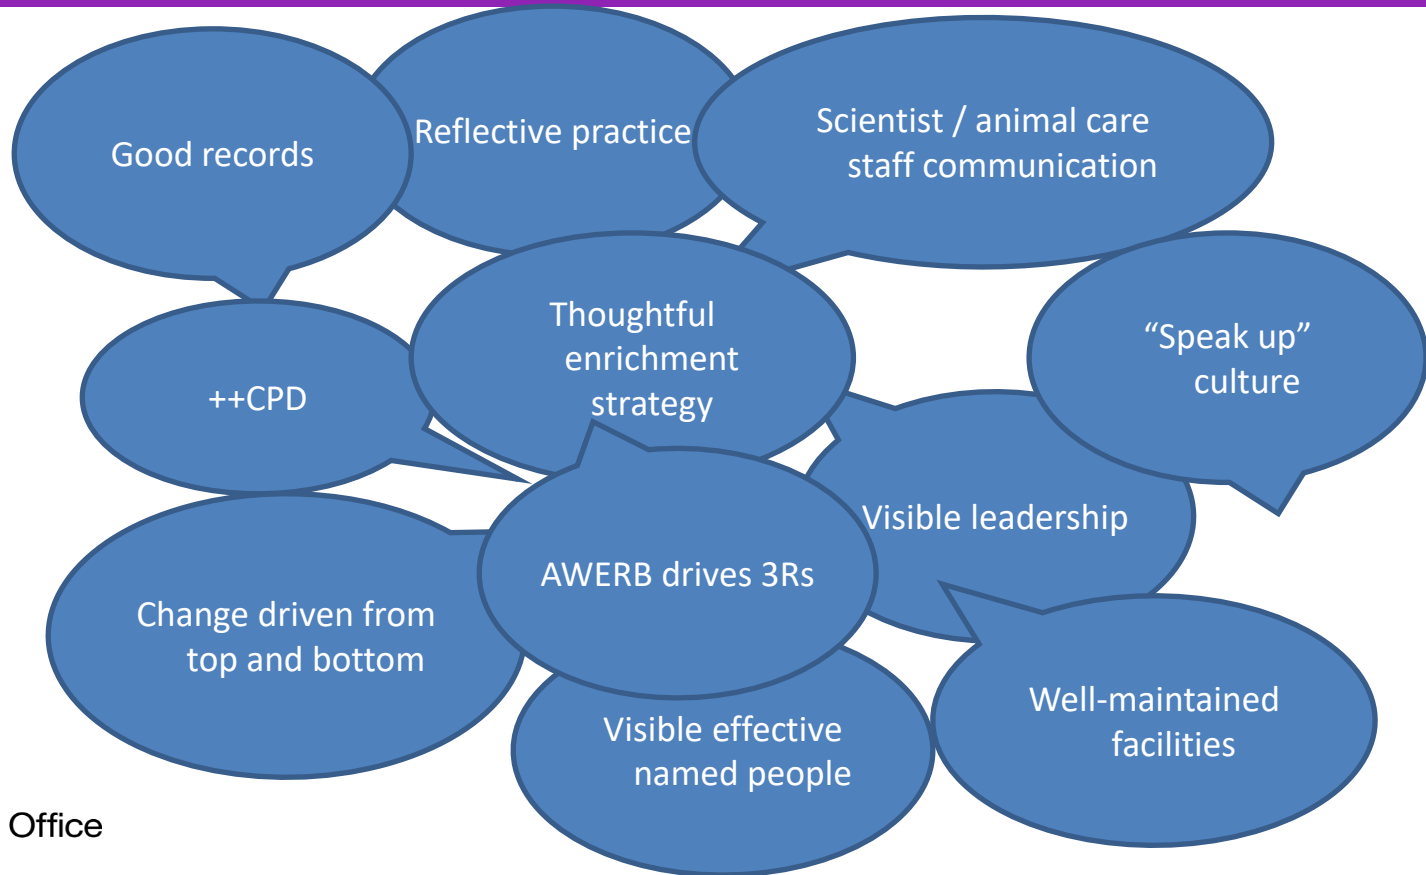 Good records
Reflective practice
Scientist / animal care
staff communication
Thoughtful
enrichment
strategy
“Speak up”
culture
++CPD
Visible leadership
AWERB drives 3Rs
Change driven from
top and bottom
Well-maintained
facilities
Visible effective
named people
Office